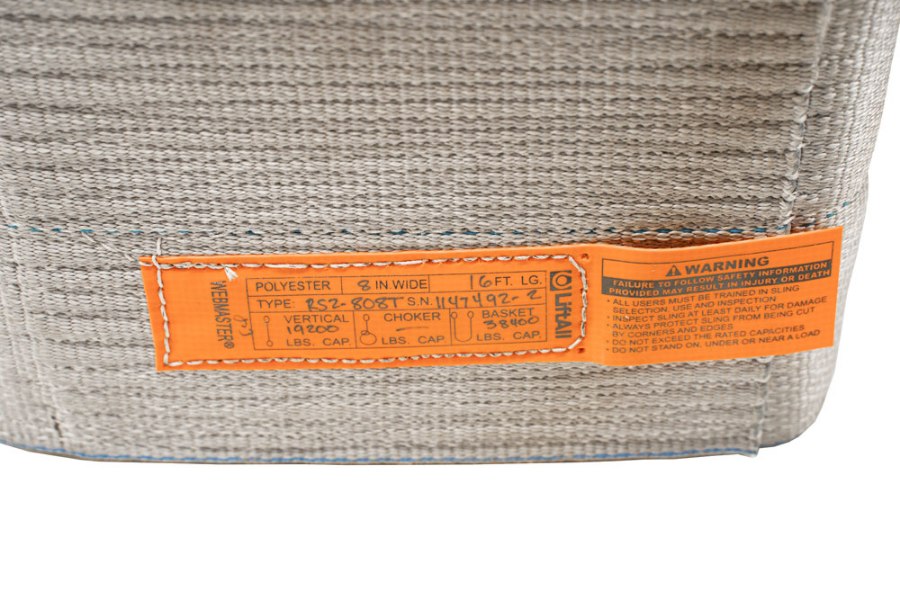 WEBMASTER®
POLYESTER 8 IN WIDE 16 FT. LG.
TYPE RS2-808T S.N. 1147492-2
VERTICAL CHOKER BASKET
19200 — 38400
LBS. CAP. LBS. CAP LBS. CAP.
Lift-All
WARNING
FAILURE TO FOLLOW SAFETY INFORMATION
PROVIDED MAY RESULT IN INJURY OR DEATH
• ALL USERS MUST BE TRAINED IN SLING
SELECTION, USE AND INSPECTION
• INSPECT SLING AT LEAST DAILY FOR DAMAGE
• ALWAYS PROTECT SLING FROM BEING CUT
BY CORNERS AND EDGES
• DO NOT EXCEED THE RATED CAPACITIES
• DO NOT STAND ON, UNDER OR NEAR A LOAD